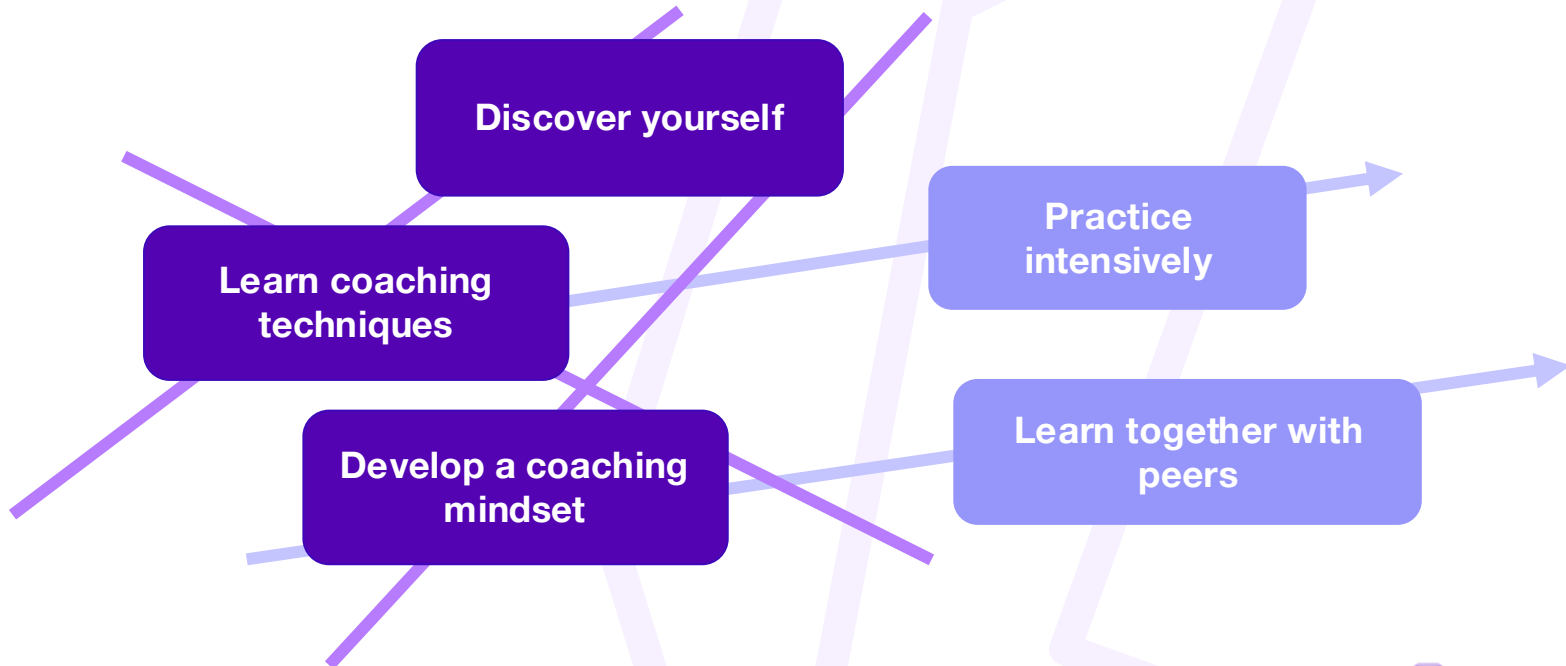 Discover yourself
Learn coaching
techniques
Develop a coaching
mindset
Practice
intensively
Learn together with
peers